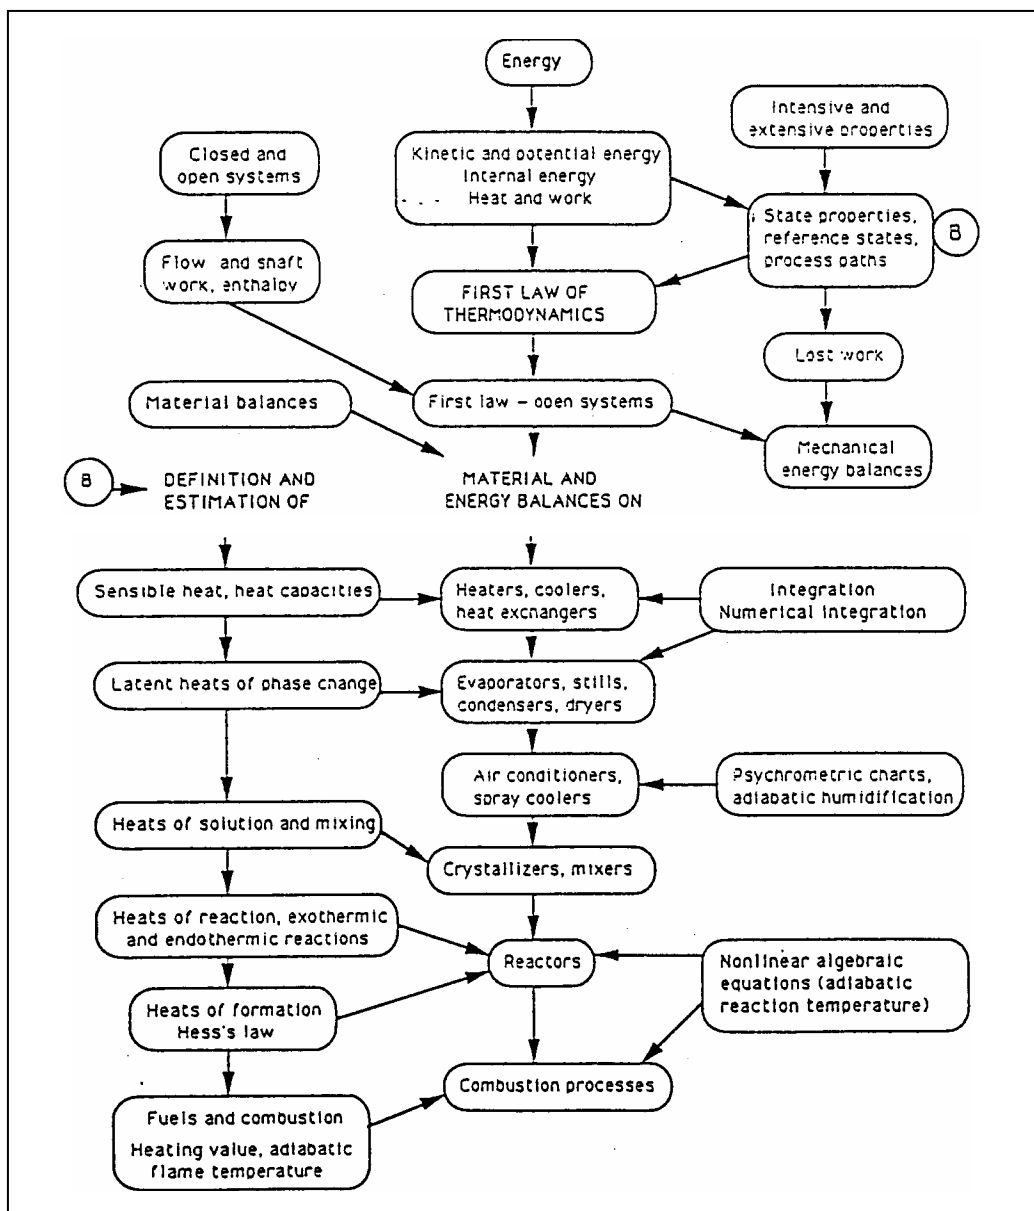 Energy
Intensive and
extensive properties
Closed and
open systems
Kinetic and potential energy
Internal energy
Heat and work
State properties,
reference states,
process paths
B
Flow and shaft
work, enthalpy
FIRST LAW OF
THERMODYNAMICS
Lost work
Material balances
First law – open systems
Mechanical
energy balances
B
DEFINITION AND
ESTIMATION OF
MATERIAL AND
ENERGY BALANCES ON
Sensible heat, heat capacities
Heaters, coolers,
heat exchangers
Integration
Numerical integration
Latent heats of phase change
Evaporators, stills,
condensers, dryers
Air conditioners,
spray coolers
Psychrometric charts,
adiabatic humidification
Heats of solution and mixing
Crystallizers, mixers
Heats of reaction, exothermic
and endothermic reactions
Reactors
Nonlinear algebraic
equations (adiabatic
reaction temperature)
Heats of formation
Hess's law
Combustion processes
Fuels and combustion
Heating value, adiabatic
flame temperature